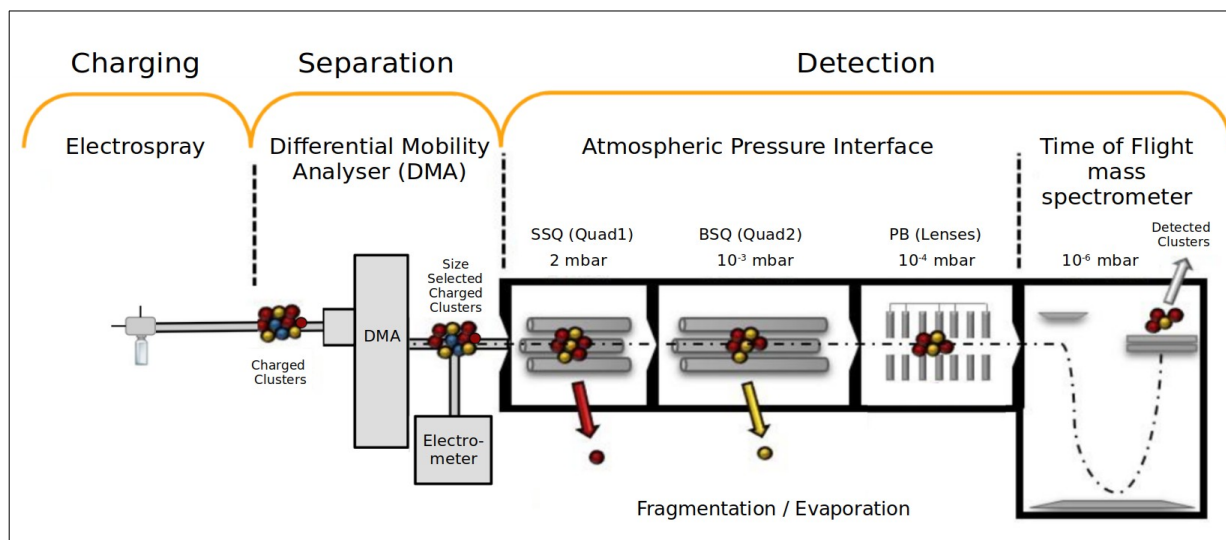 Charging
Separation
Detection
Electrospray
Differential Mobility
Analyser (DMA)
Atmospheric Pressure Interface
Time of Flight
mass
spectrometer
SSQ (Quad1)
2 mbar
BSQ (Quad2)
10⁻³ mbar
PB (Lenses)
10⁻⁴ mbar
10⁻⁶ mbar
Detected
Clusters
Charged
Clusters
DMA
Size
Selected
Charged
Clusters
Electro-
meter
Fragmentation / Evaporation